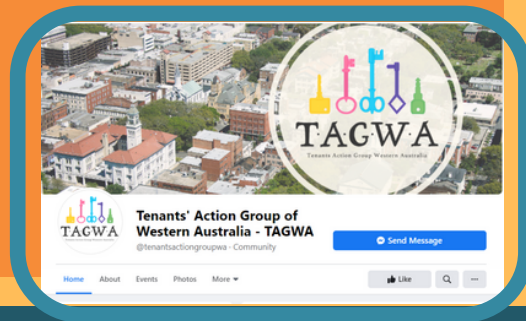 TAGWA
Tenants Action Group Western Australia
TAGWA
Tenants' Action Group of
Western Australia - TAGWA
@tenantsactiongroupwa · Community
Send Message
Home About Events Photos More
Like